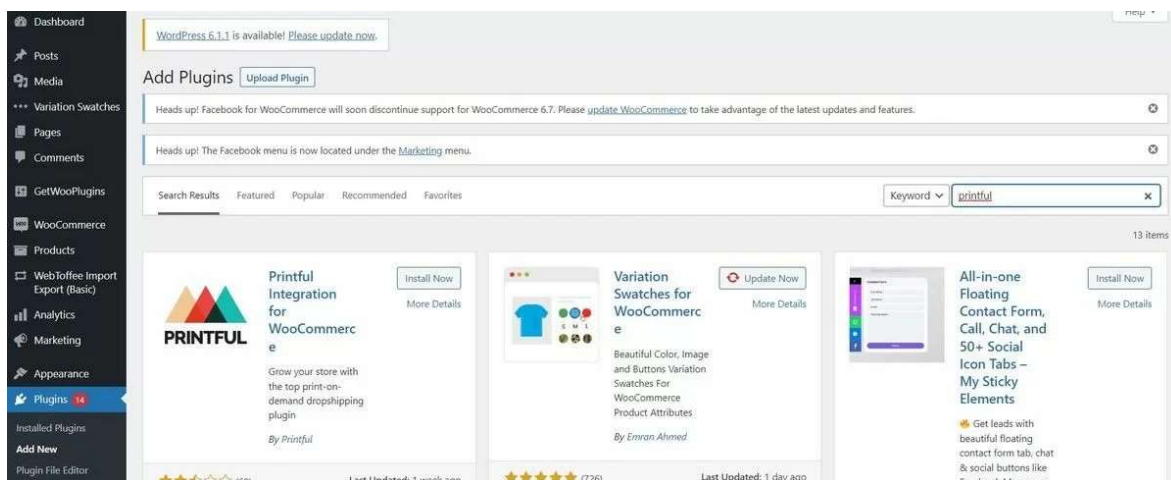 Help
Dashboard
Posts
Media
Variation Swatches
Pages
Comments
GetWooPlugins
WooCommerce
Products
WebToffee Import
Export (Basic)
Analytics
Marketing
Appearance
Plugins 14
Installed Plugins
Add New
Plugin File Editor
WordPress 6.1.1 is available! Please update now.
Add Plugins Upload Plugin
Heads up! Facebook for WooCommerce will soon discontinue support for WooCommerce 6.7. Please update WooCommerce to take advantage of the latest updates and features.
Heads up! The Facebook menu is now located under the Marketing menu.
Search Results Featured Popular Recommended Favorites Keyword printful
13 items
PRINTFUL
Printful
Integration
for
WooCommerc
e
Install Now
More Details
Grow your store with
the top print-on-
demand dropshipping
plugin
By Printful
Last Updated: 1 week ago
S M L
Variation
Swatches for
WooCommerc
e
Update Now
More Details
Beautiful Color, Image
and Buttons Variation
Swatches For
WooCommerce
Product Attributes
By Emran Ahmed
(726)
Last Updated: 1 day ago
All-in-one
Floating
Contact Form,
Call, Chat, and
50+ Social
Icon Tabs –
My Sticky
Elements
Install Now
More Details
Get leads with
beautiful floating
contact form tab, chat
& social buttons like